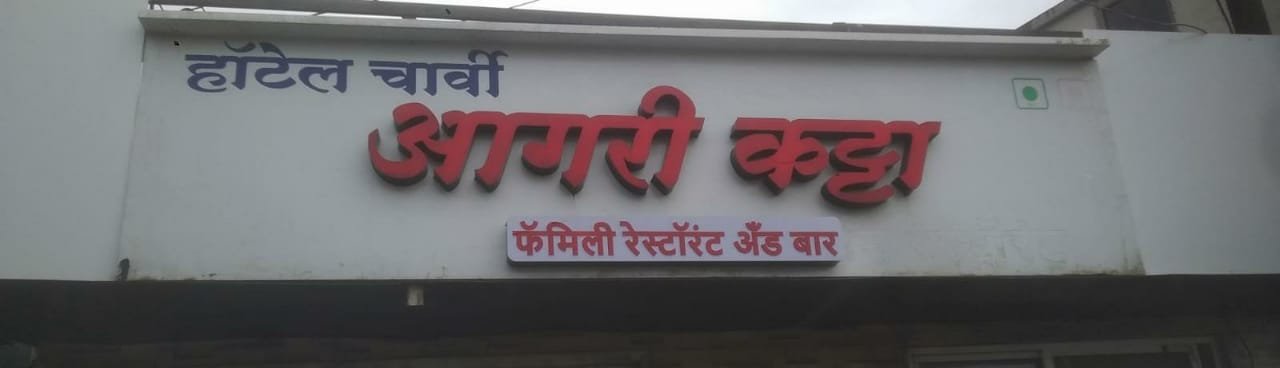 हॉटेल चार्वी
आगरी कट्टा
फॅमिली रेस्टॉरंट अँड बार